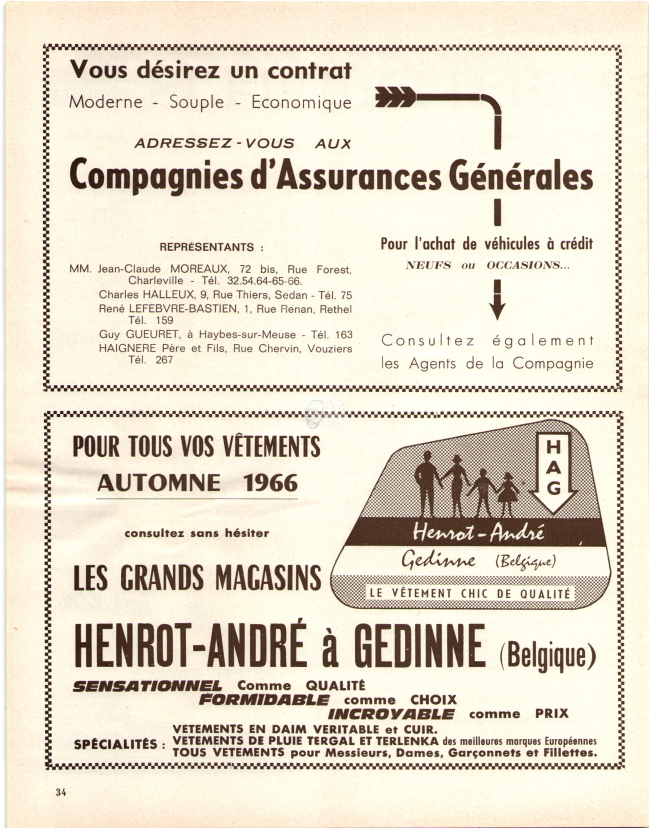 Vous désirez un contrat
Moderne - Souple - Economique
ADRESSEZ-VOUS AUX
Compagnies d'Assurances Générales
REPRÉSENTANTS :
MM. Jean-Claude MOREAUX, 72 bis, Rue Forest,
Charleville - Tél. 32.54.64-65-66.
Charles HALLEUX, 9, Rue Thiers, Sedan - Tél. 75
René LEFEBVRE-BASTIEN, 1, Rue Renan, Rethel
Tél. 159
Guy GUEURET, à Haybes-sur-Meuse - Tél. 163
HAIGNERE Père et Fils, Rue Chervin, Vouziers
Tél. 267
Pour l'achat de véhicules à crédit
NEUFS ou OCCASIONS...
Consultez également
les Agents de la Compagnie
POUR TOUS VOS VÊTEMENTS
AUTOMNE 1966
consultez sans hésiter
LES GRANDS MAGASINS
HAG
Henrot-André
Gedinne (Belgique)
LE VÊTEMENT CHIC DE QUALITÉ
HENROT-ANDRÉ à GEDINNE (Belgique)
SENSATIONNEL Comme QUALITÉ
FORMIDABLE comme CHOIX
INCROYABLE comme PRIX
SPÉCIALITÉS :
VETEMENTS EN DAIM VERITABLE et CUIR.
VETEMENTS DE PLUIE TERGAL ET TERLENKA des meilleures marques Européennes
TOUS VETEMENTS pour Messieurs, Dames, Garçonnets et Fillettes.
34